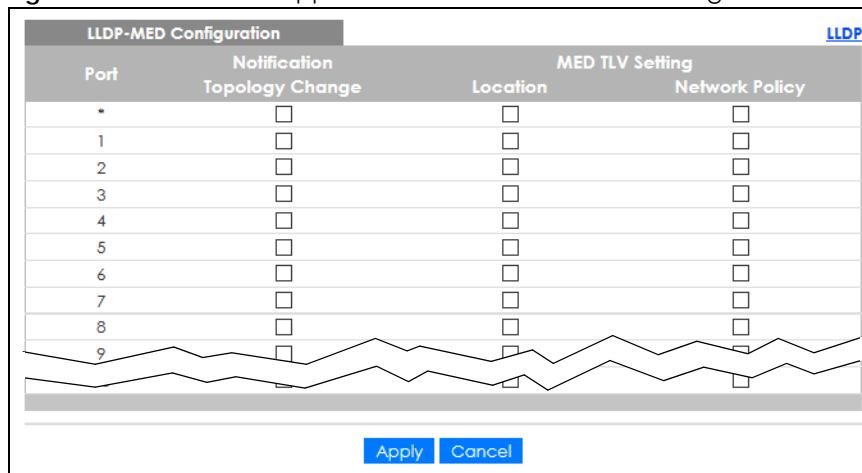 LLDP-MED Configuration LLDP
Port Notification MED TLV Setting
Topology Change Location Network Policy
*
1
2
3
4
5
6
7
8
9
Apply Cancel